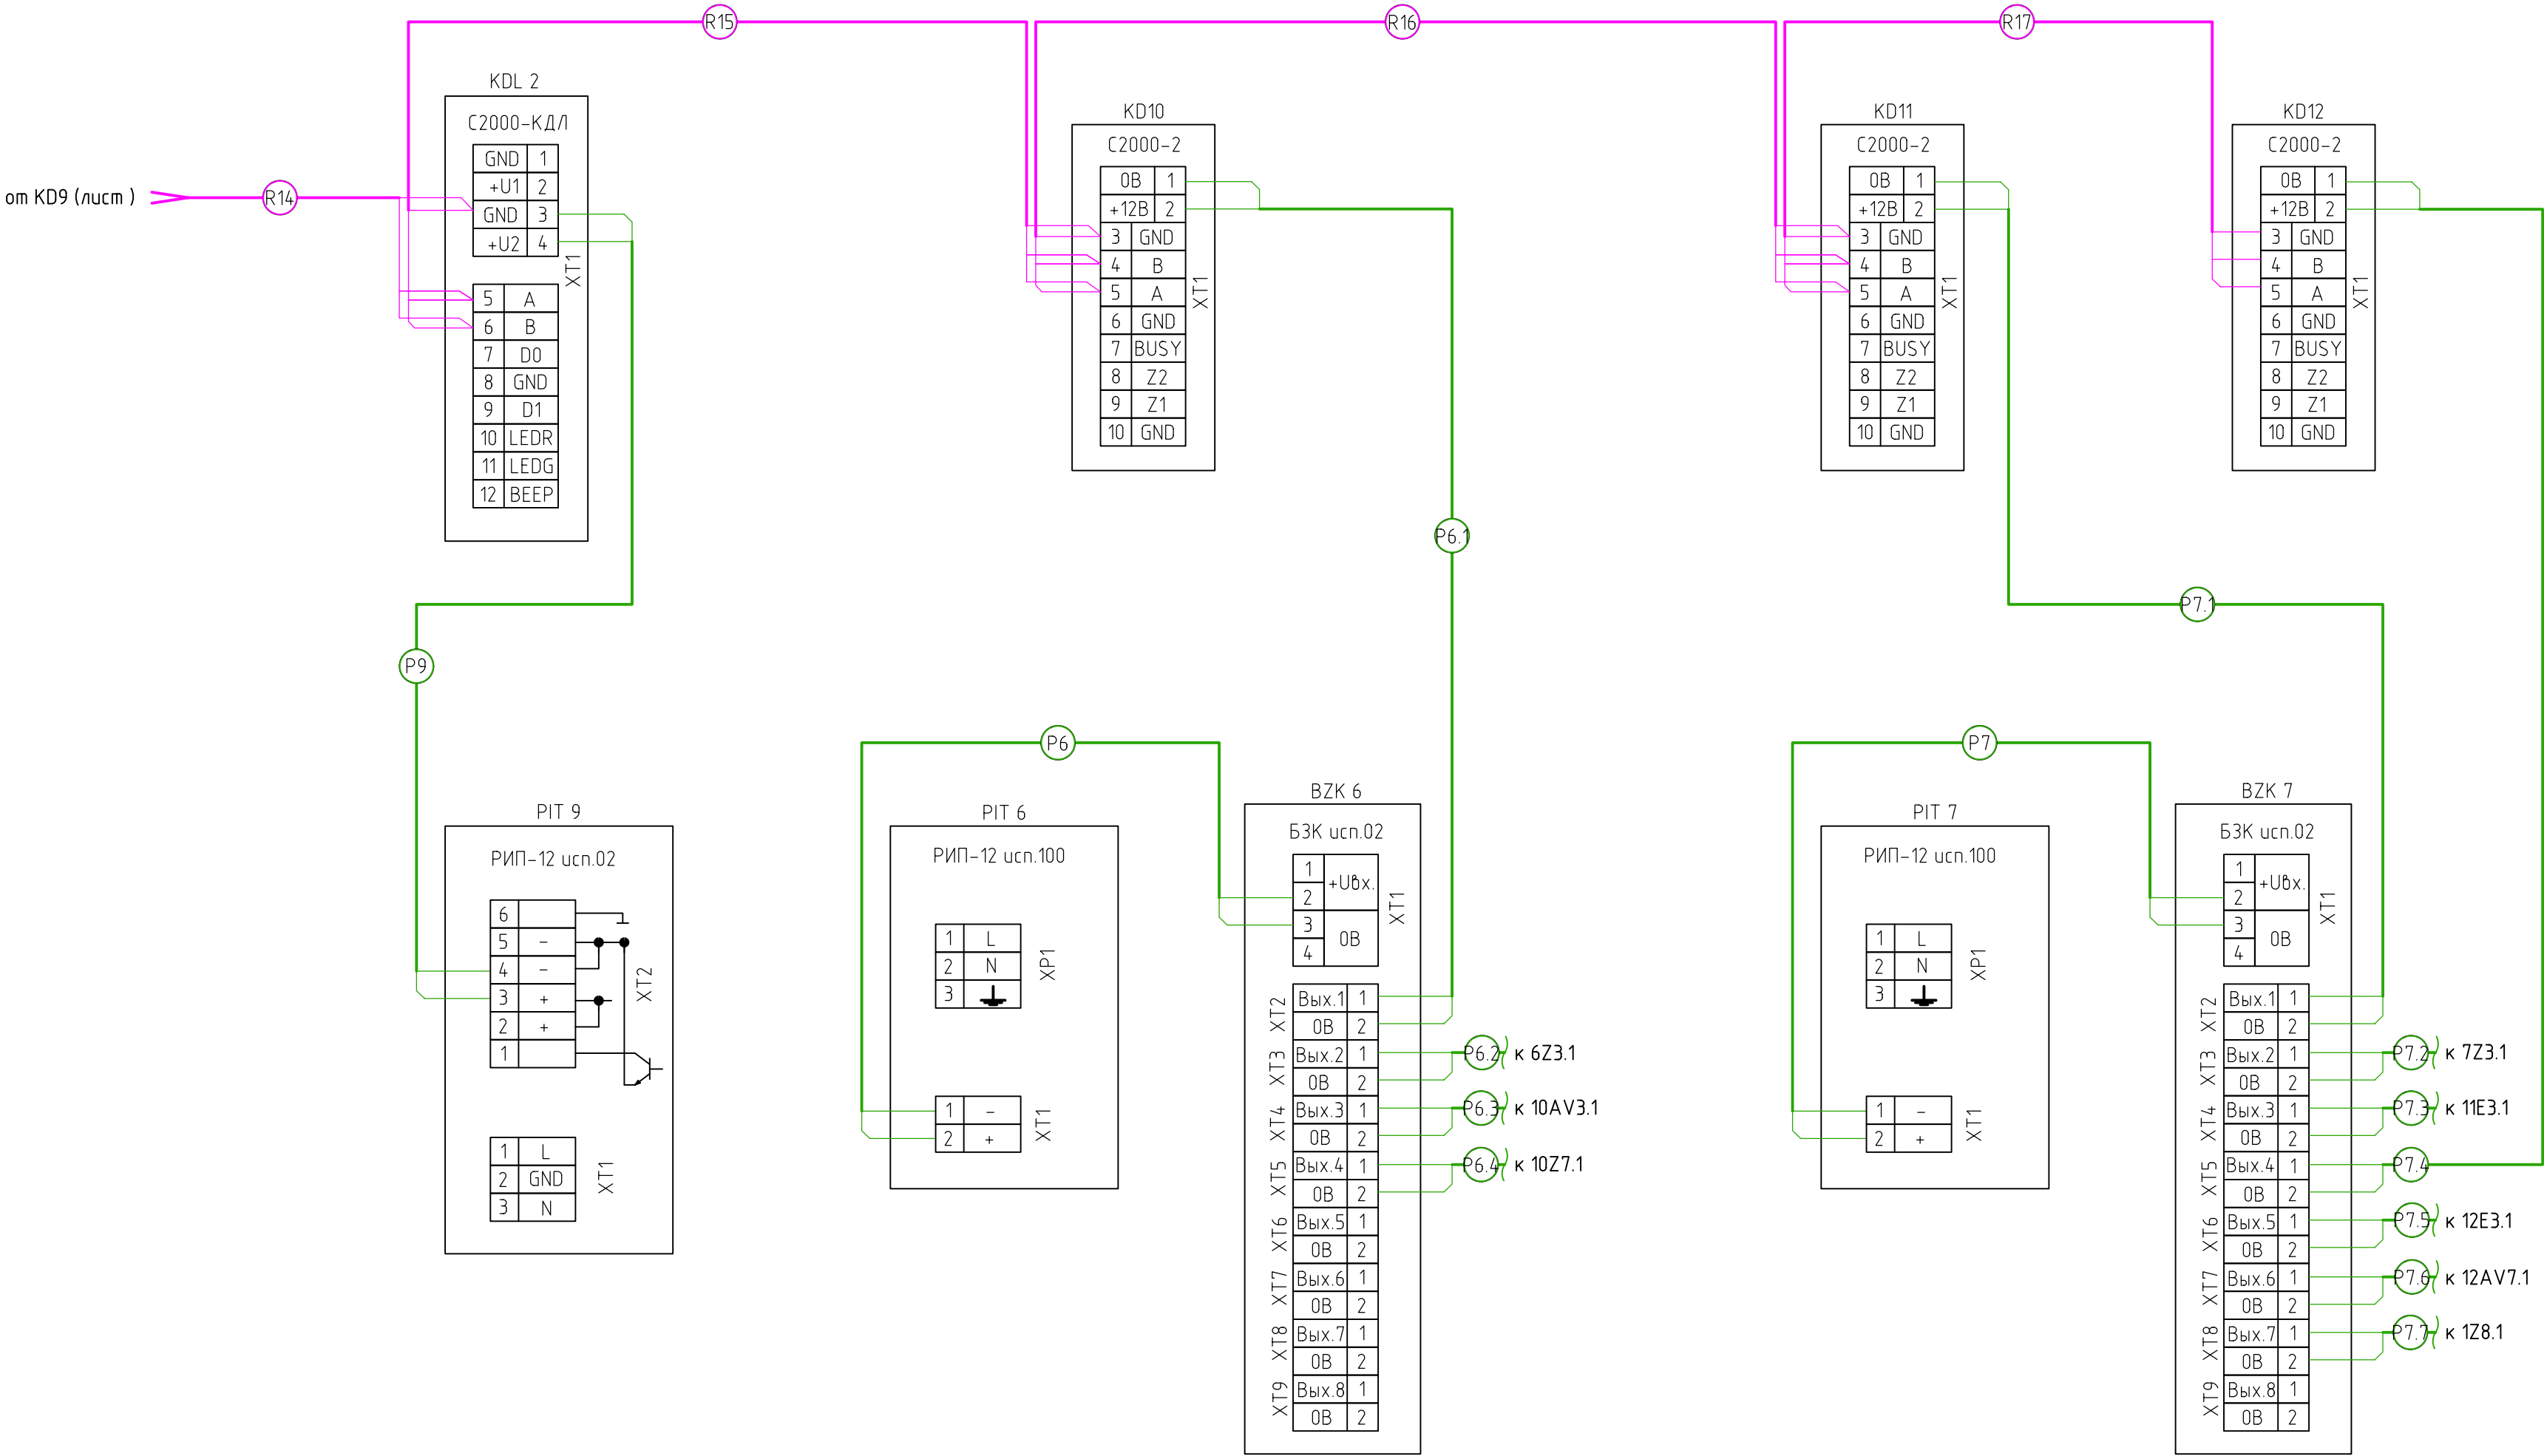 R15
R16
R17
от KD9 (лист )
R14
KDL 2
С2000-КДЛ
GND 1
+U1 2
GND 3
+U2 4
XT1
5 A
6 B
7 D0
8 GND
9 D1
10 LEDR
11 LEDG
12 BEEP
KD10
С2000-2
0В 1
+12В 2
3 GND
4 B
5 A
6 GND
7 BUSY
8 Z2
9 Z1
10 GND
XT1
KD11
С2000-2
0В 1
+12В 2
3 GND
4 B
5 A
6 GND
7 BUSY
8 Z2
9 Z1
10 GND
XT1
KD12
С2000-2
0В 1
+12В 2
3 GND
4 B
5 A
6 GND
7 BUSY
8 Z2
9 Z1
10 GND
XT1
P6.1
P7.1
P9
P6
P7
PIT 9
РИП-12 исп.02
6
5 -
4 -
3 +
2 +
1
XT2
1 L
2 GND
3 N
XT1
PIT 6
РИП-12 исп.100
1 L
2 N
3
XP1
1 -
2 +
XT1
BZK 6
БЗК исп.02
1
2
+Uвх.
3
4
0В
XT1
XT2
Вых.1 1
0В 2
XT3
Вых.2 1
0В 2
XT4
Вых.3 1
0В 2
XT5
Вых.4 1
0В 2
XT6
Вых.5 1
0В 2
XT7
Вых.6 1
0В 2
XT8
Вых.7 1
0В 2
XT9
Вых.8 1
0В 2
P6.2 к 6Z3.1
P6.3 к 10AV3.1
P6.4 к 10Z7.1
PIT 7
РИП-12 исп.100
1 L
2 N
3
XP1
1 -
2 +
XT1
BZK 7
БЗК исп.02
1
2
+Uвх.
3
4
0В
XT1
XT2
Вых.1 1
0В 2
XT3
Вых.2 1
0В 2
XT4
Вых.3 1
0В 2
XT5
Вых.4 1
0В 2
XT6
Вых.5 1
0В 2
XT7
Вых.6 1
0В 2
XT8
Вых.7 1
0В 2
XT9
Вых.8 1
0В 2
P7.2 к 7Z3.1
P7.3 к 11E3.1
P7.4
P7.5 к 12E3.1
P7.6 к 12AV7.1
P7.7 к 1Z8.1